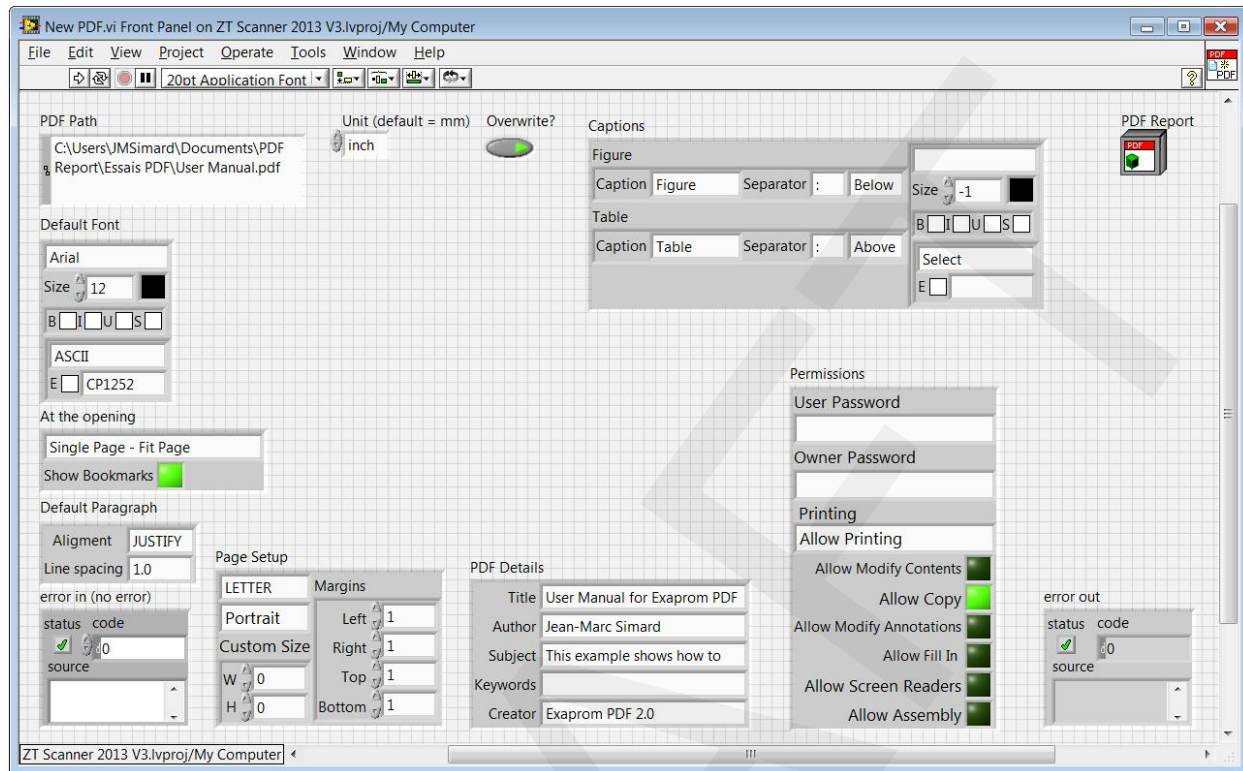 New PDF.vi Front Panel on ZT Scanner 2013 V3.lvproj/My Computer
File Edit View Project Operate Tools Window Help
20pt Application Font
PDF
PDF
PDF Path
C:\Users\JMSimard\Documents\PDF
Report\Essais PDF\User Manual.pdf
Unit (default = mm)
inch
Overwrite?
Captions
Figure
Caption Figure Separator : Below
Table
Caption Table Separator : Above
Size -1
B I U S
Select
E
PDF Report
PDF
Default Font
Arial
Size 12
B I U S
ASCII
E CP1252
At the opening
Single Page - Fit Page
Show Bookmarks
Default Paragraph
Aligment JUSTIFY
Line spacing 1.0
error in (no error)
status code
0
source
Page Setup
LETTER
Portrait
Custom Size
W 0
H 0
Margins
Left 1
Right 1
Top 1
Bottom 1
PDF Details
Title User Manual for Exaprom PDF
Author Jean-Marc Simard
Subject This example shows how to
Keywords
Creator Exaprom PDF 2.0
Permissions
User Password
Owner Password
Printing
Allow Printing
Allow Modify Contents
Allow Copy
Allow Modify Annotations
Allow Fill In
Allow Screen Readers
Allow Assembly
error out
status code
0
source
ZT Scanner 2013 V3.lvproj/My Computer